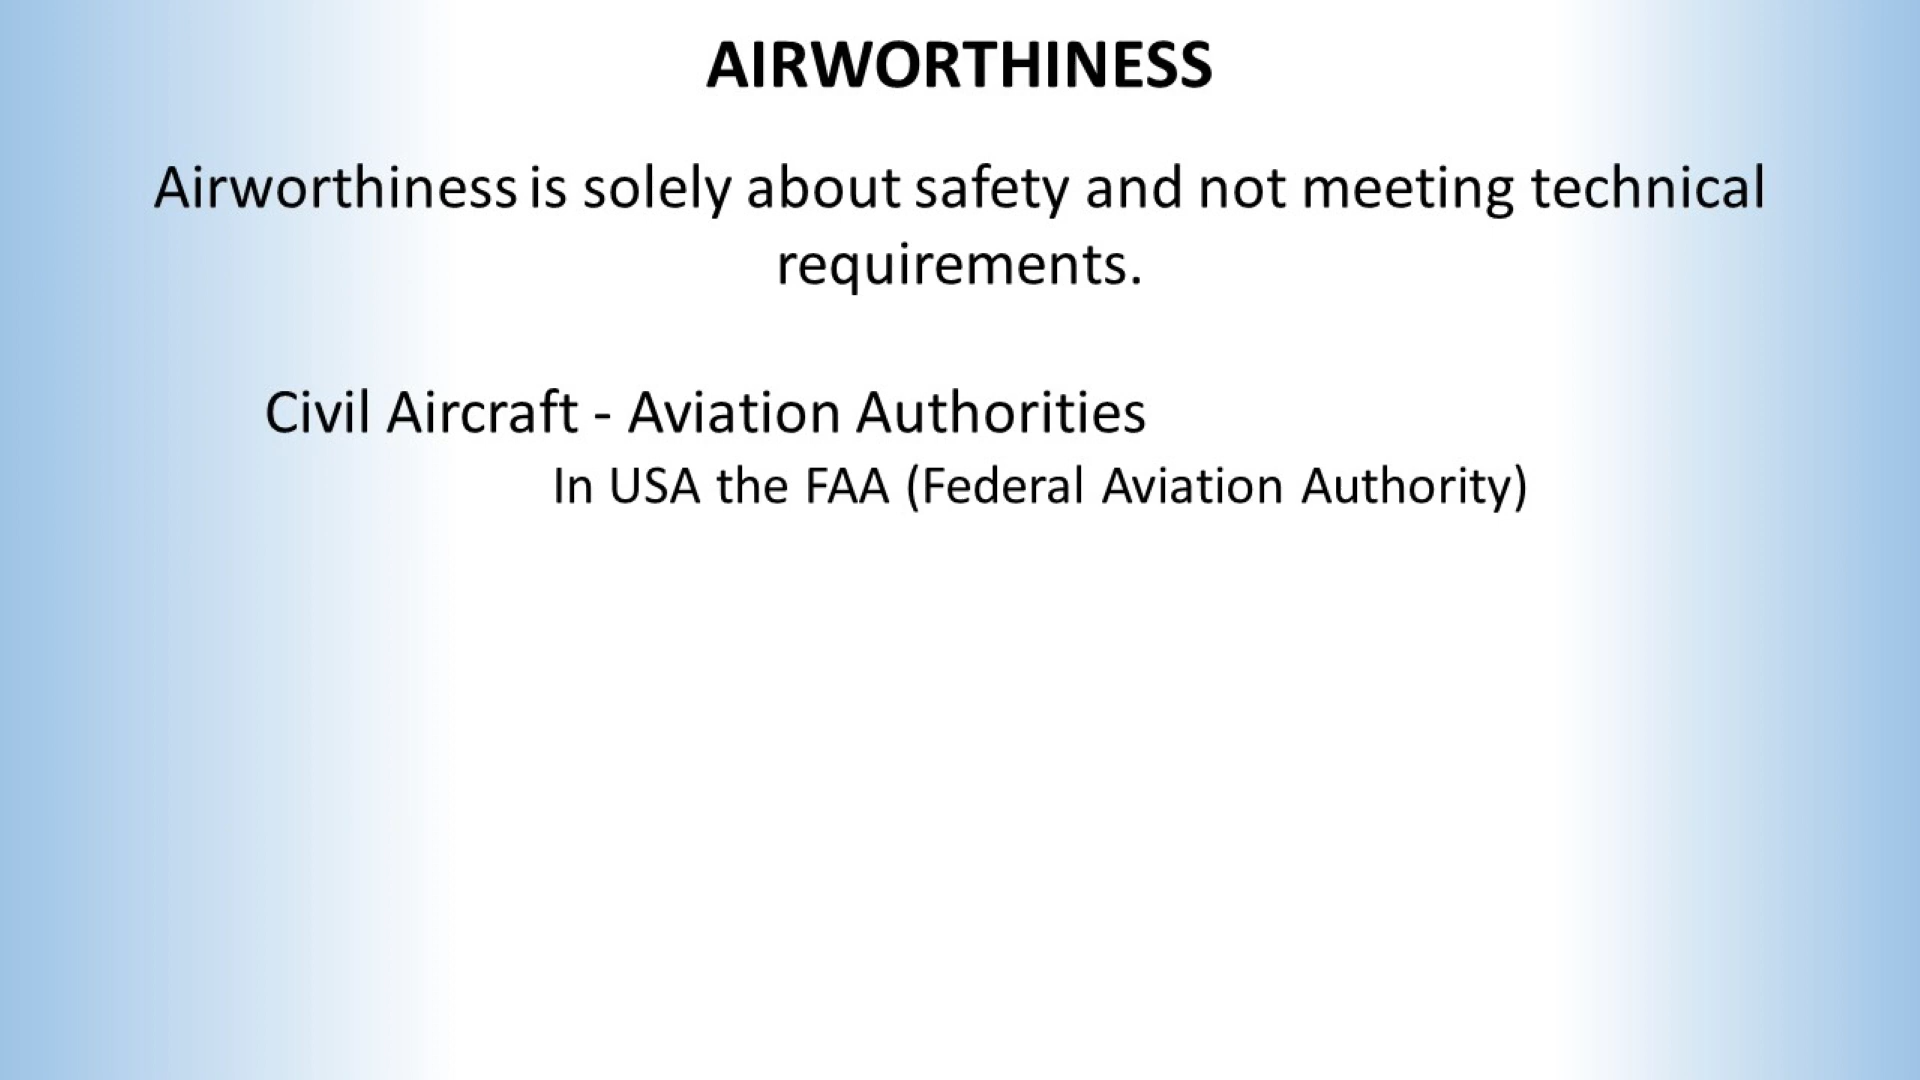 AIRWORTHINESS
Airworthiness is solely about safety and not meeting technical
requirements.
Civil Aircraft - Aviation Authorities
In USA the FAA (Federal Aviation Authority)